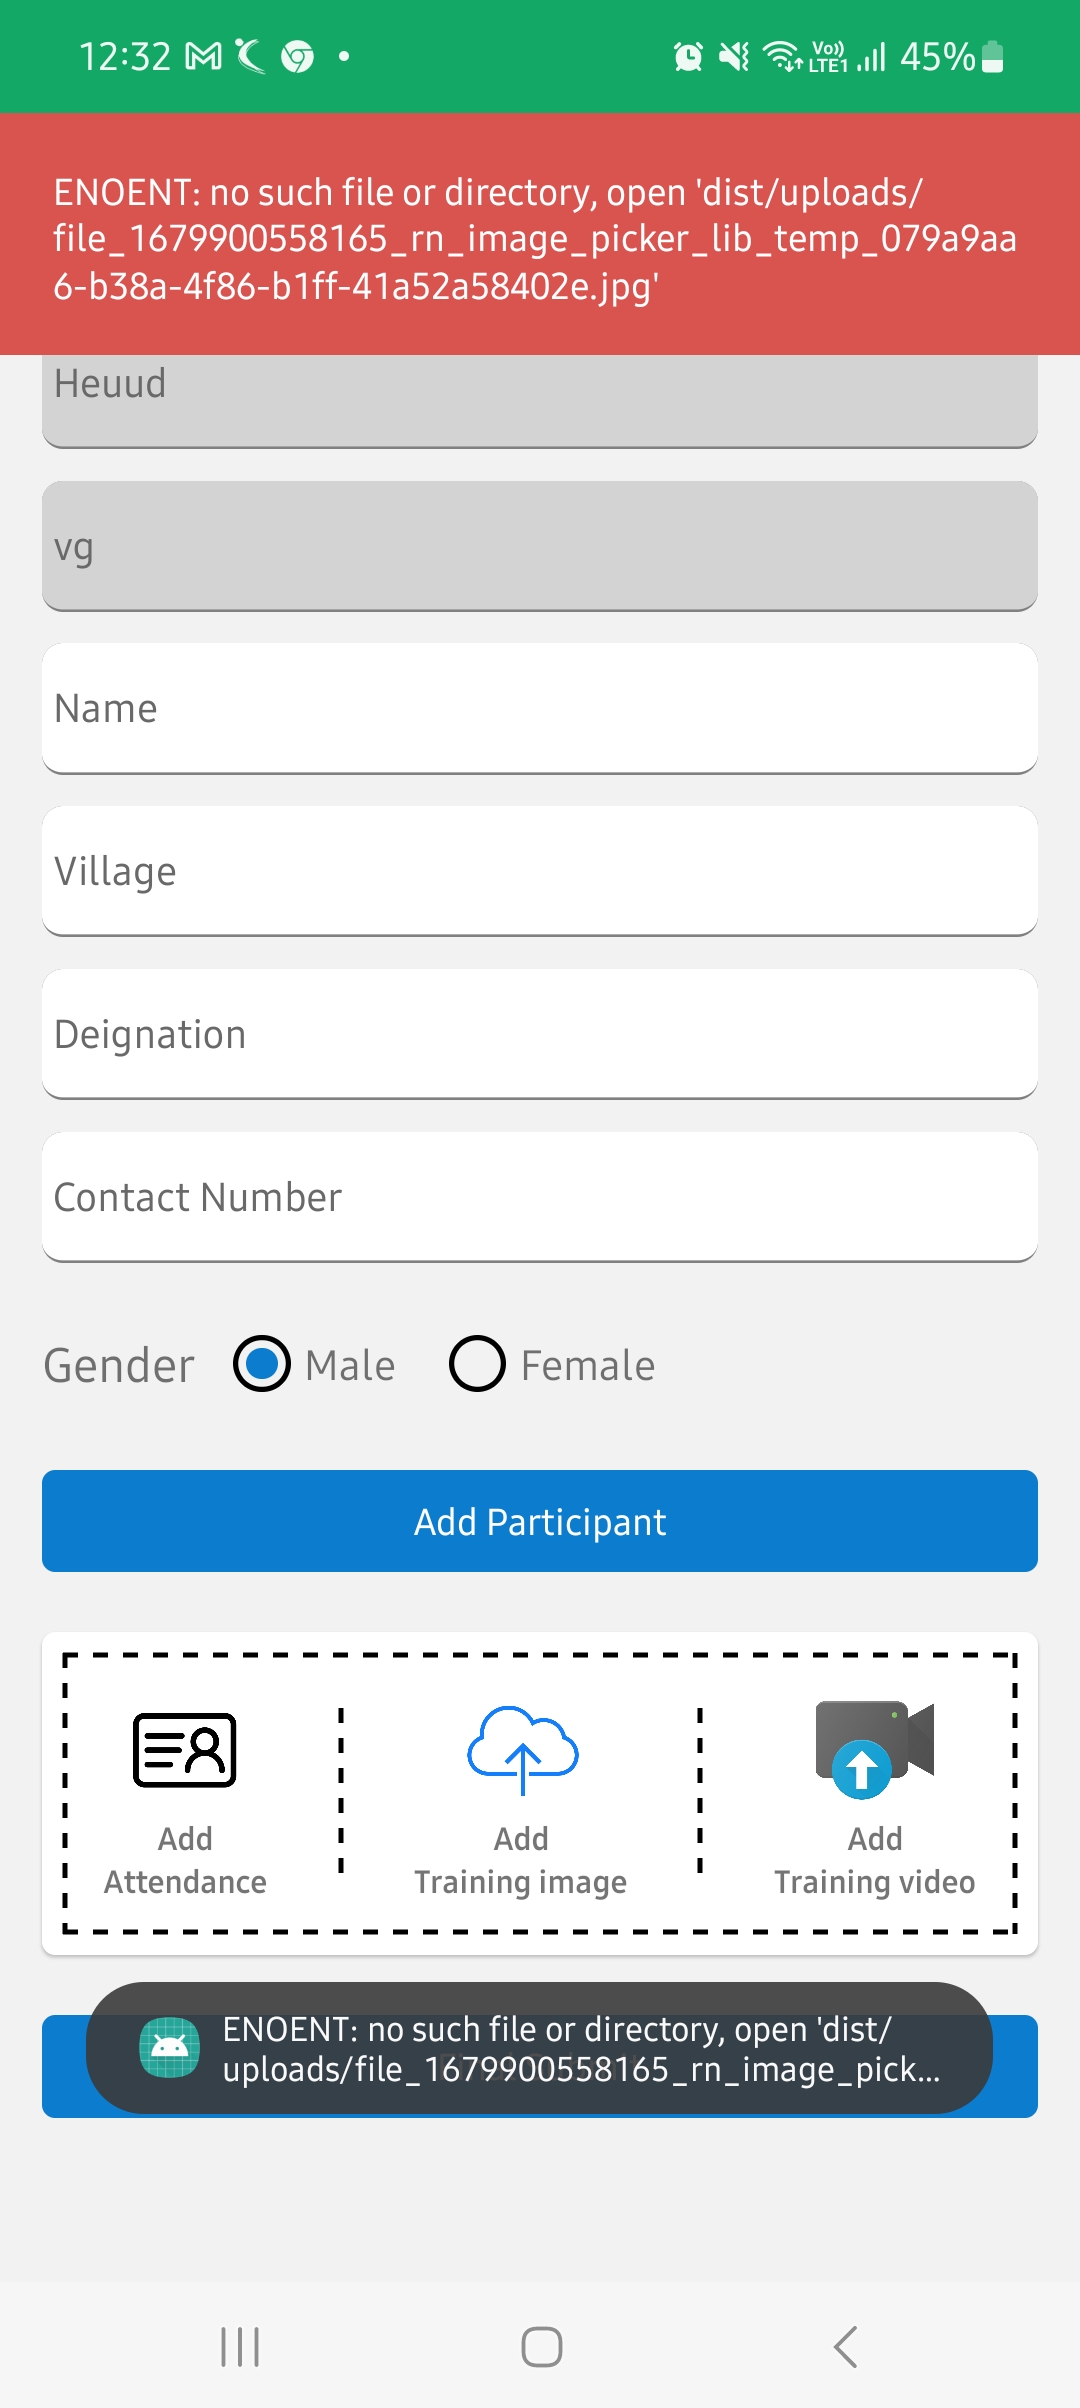 12:32
Vo))
LTE1
45%
ENOENT: no such file or directory, open 'dist/uploads/
file_1679900558165_rn_image_picker_lib_temp_079a9aa
6-b38a-4f86-b1ff-41a52a58402e.jpg'
Heuud
vg
Name
Village
Deignation
Contact Number
Gender Male Female
Add Participant
Add
Attendance
Add
Training image
Add
Training video
ENOENT: no such file or directory, open 'dist/
uploads/file_1679900558165_rn_image_pick...